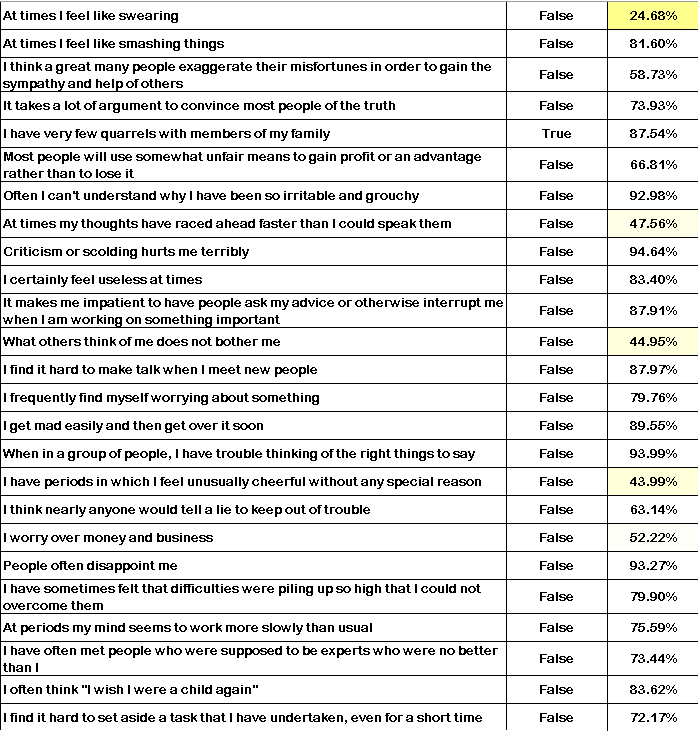 At times I feel like swearing False 24.68%
At times I feel like smashing things False 81.60%
I think a great many people exaggerate their misfortunes in order to gain the
sympathy and help of others False 58.73%
It takes a lot of argument to convince most people of the truth False 73.93%
I have very few quarrels with members of my family True 87.54%
Most people will use somewhat unfair means to gain profit or an advantage
rather than to lose it False 66.81%
Often I can't understand why I have been so irritable and grouchy False 92.98%
At times my thoughts have raced ahead faster than I could speak them False 47.56%
Criticism or scolding hurts me terribly False 94.64%
I certainly feel useless at times False 83.40%
It makes me impatient to have people ask my advice or otherwise interrupt me
when I am working on something important False 87.91%
What others think of me does not bother me False 44.95%
I find it hard to make talk when I meet new people False 87.97%
I frequently find myself worrying about something False 79.76%
I get mad easily and then get over it soon False 89.55%
When in a group of people, I have trouble thinking of the right things to say False 93.99%
I have periods in which I feel unusually cheerful without any special reason False 43.99%
I think nearly anyone would tell a lie to keep out of trouble False 63.14%
I worry over money and business False 52.22%
People often disappoint me False 93.27%
I have sometimes felt that difficulties were piling up so high that I could not
overcome them False 79.90%
At periods my mind seems to work more slowly than usual False 75.59%
I have often met people who were supposed to be experts who were no better
than I False 73.44%
I often think "I wish I were a child again" False 83.62%
I find it hard to set aside a task that I have undertaken, even for a short time False 72.17%